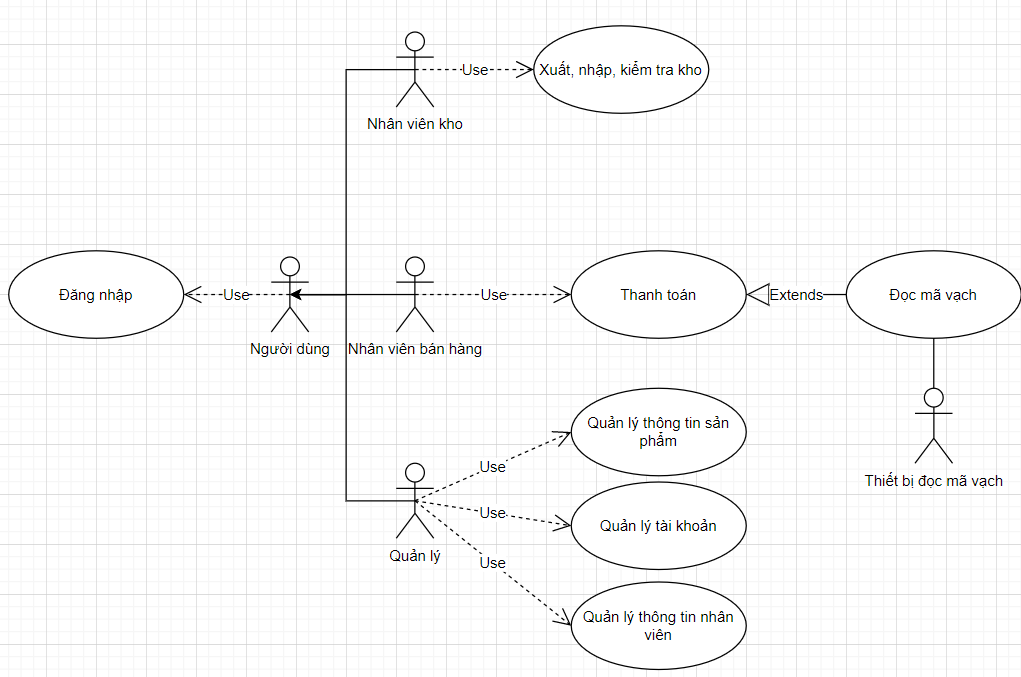 Use
Xuất, nhập, kiểm tra kho
Nhân viên kho
Đăng nhập
Use
Người dùng
Nhân viên bán hàng
Use
Thanh toán
Extends
Đọc mã vạch
Thiết bị đọc mã vạch
Quản lý
Use
Quản lý thông tin sản
phẩm
Use
Quản lý tài khoản
Use
Quản lý thông tin nhân
viên